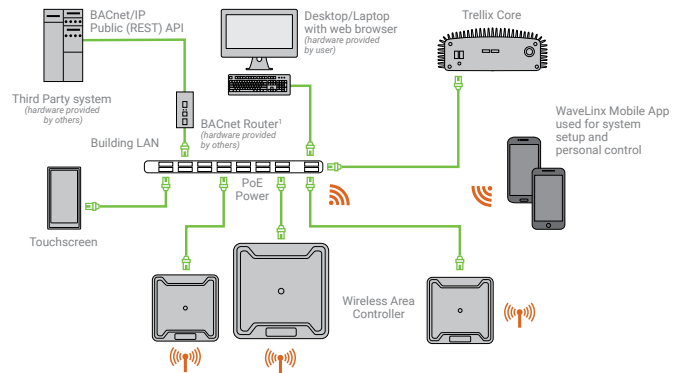 BACnet/IP
Public (REST) API
Desktop/Laptop
with web browser
(hardware provided
by user)
Trellix Core
Third Party system
(hardware provided
by others)
BACnet Router¹
(hardware provided
by others)
Building LAN
WaveLinx Mobile App
used for system
setup and
personal control
PoE
Power
Touchscreen
Wireless Area
Controller